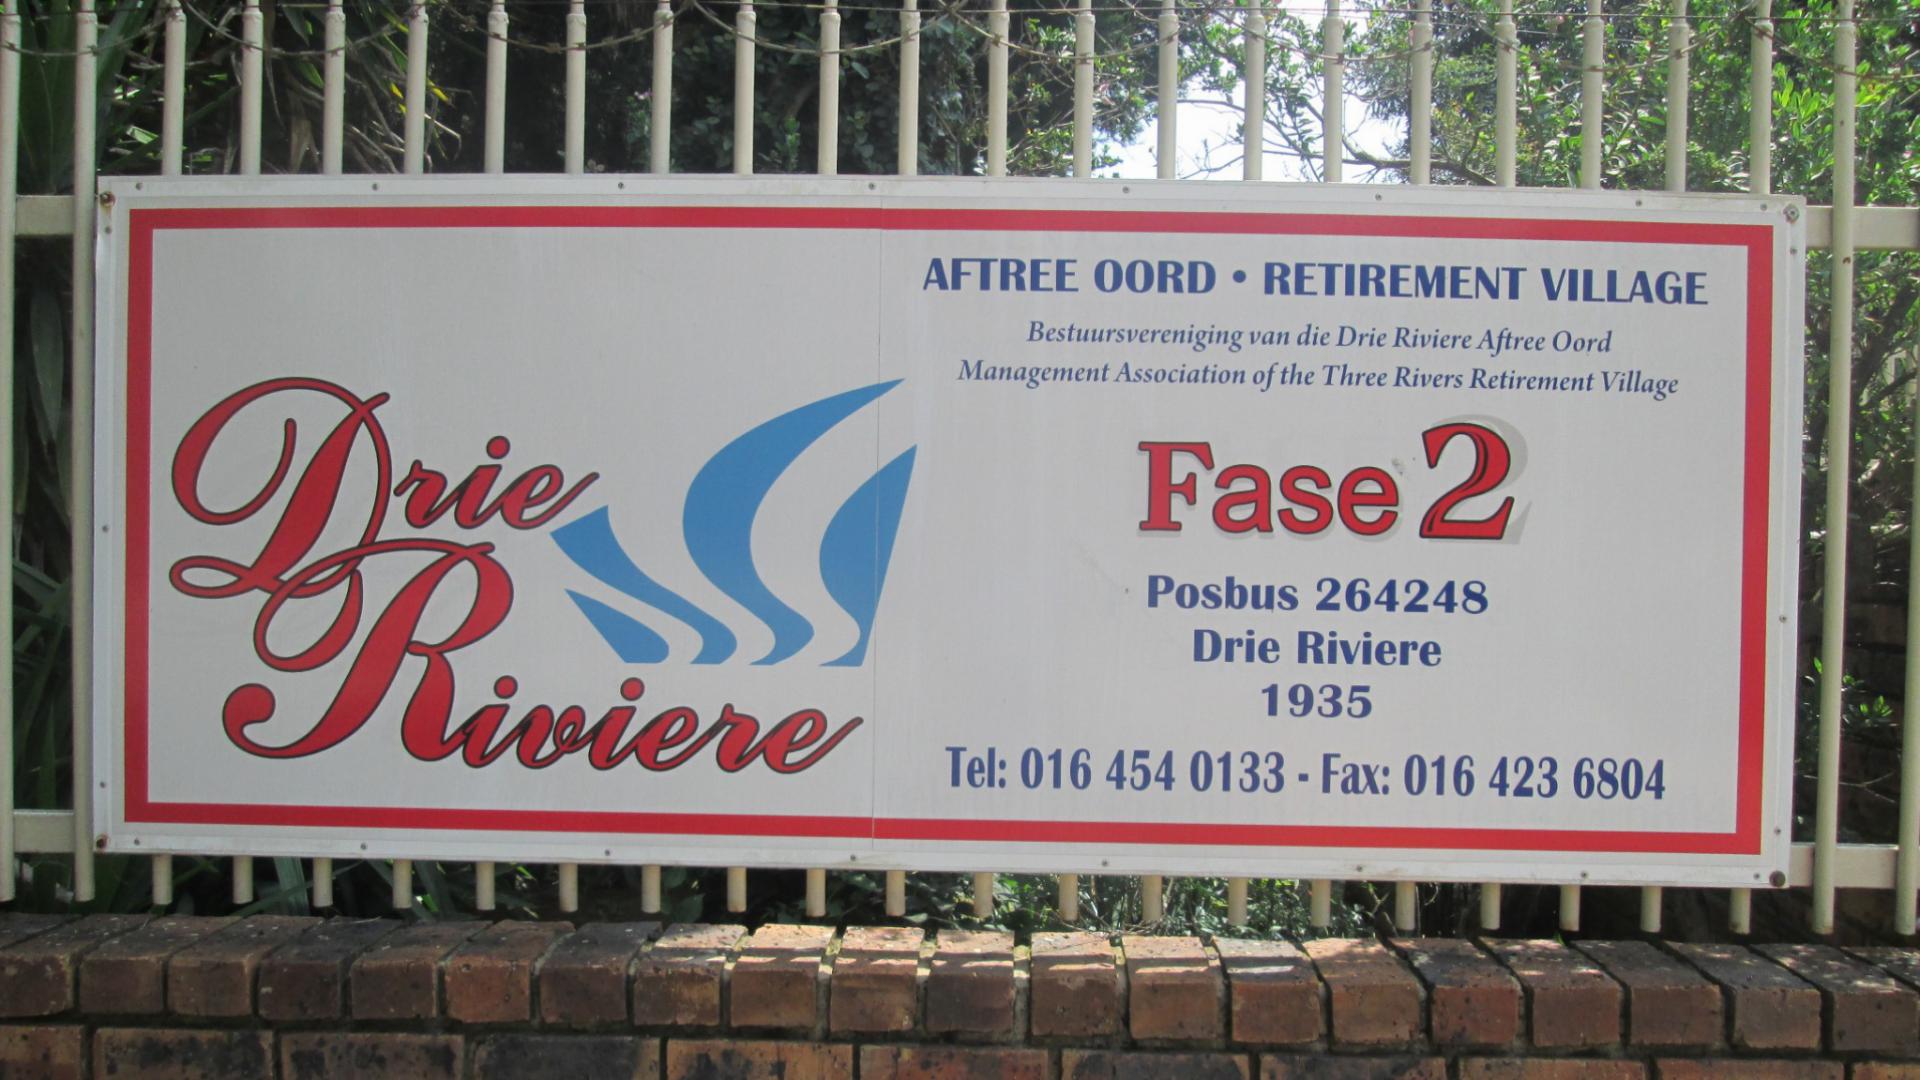 Drie
Riviere
AFTREE OORD • RETIREMENT VILLAGE
Bestuursvereniging van die Drie Riviere Aftree Oord
Management Association of the Three Rivers Retirement Village
Fase 2
Posbus 264248
Drie Riviere
1935
Tel: 016 454 0133 - Fax: 016 423 6804